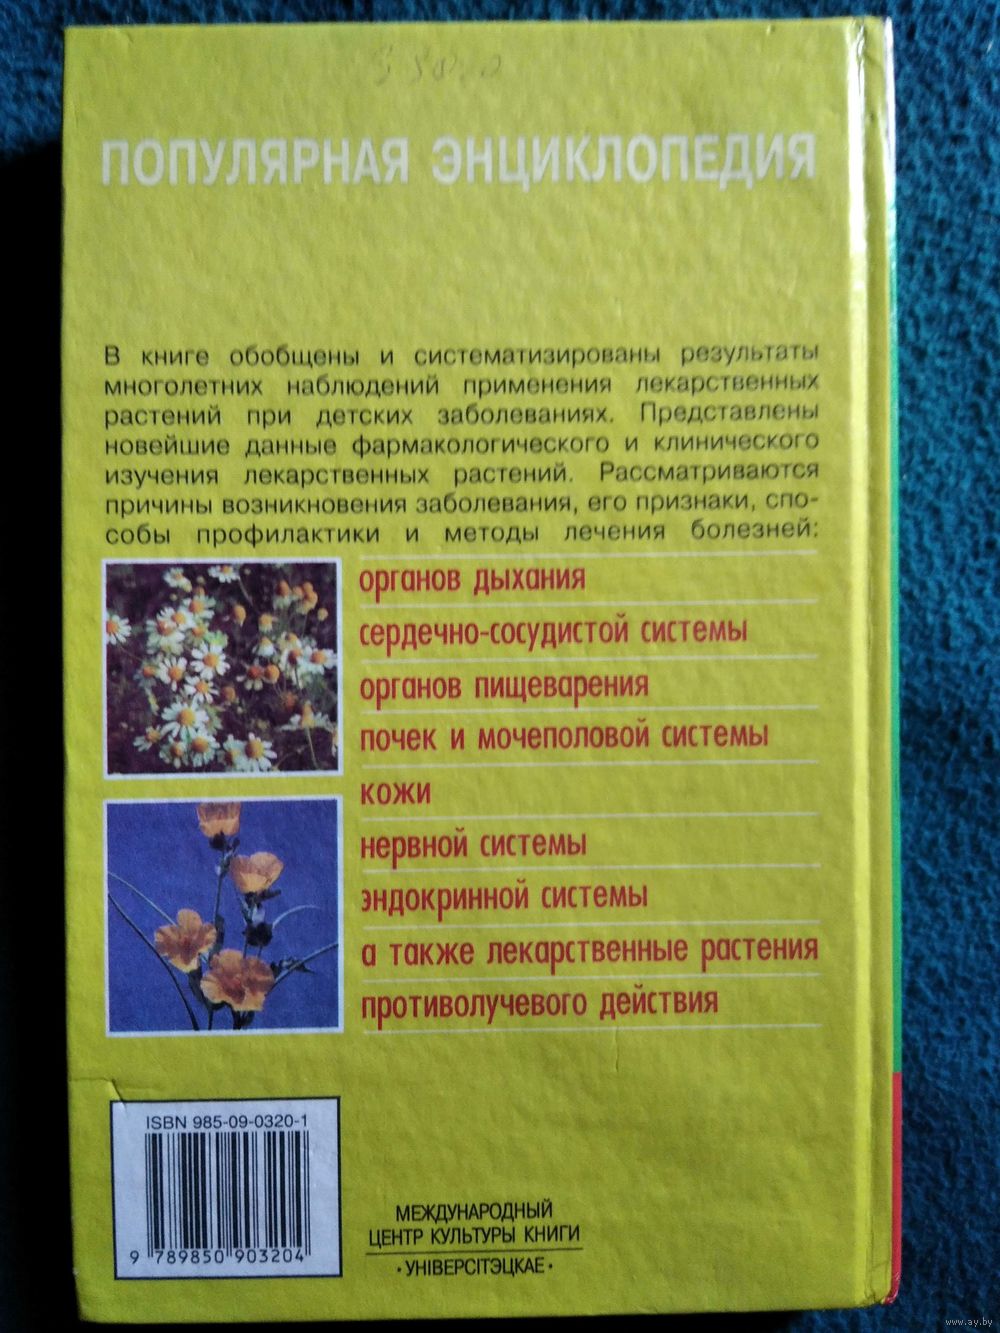 ПОПУЛЯРНАЯ ЭНЦИКЛОПЕДИЯ
В книге обобщены и систематизированы результаты
многолетних наблюдений применения лекарственных
растений при детских заболеваниях. Представлены
новейшие данные фармакологического и клинического
изучения лекарственных растений. Рассматриваются
причины возникновения заболевания, его признаки, спо-
собы профилактики и методы лечения болезней:
органов дыхания
сердечно-сосудистой системы
органов пищеварения
почек и мочеполовой системы
кожи
нервной системы
эндокринной системы
а также лекарственные растения
противолучевого действия
ISBN 985-09-0320-1
9 789850 903204
МЕЖДУНАРОДНЫЙ
ЦЕНТР КУЛЬТУРЫ КНИГИ
·УНІВЕРСІТЭЦКАЕ·
www.ay.by